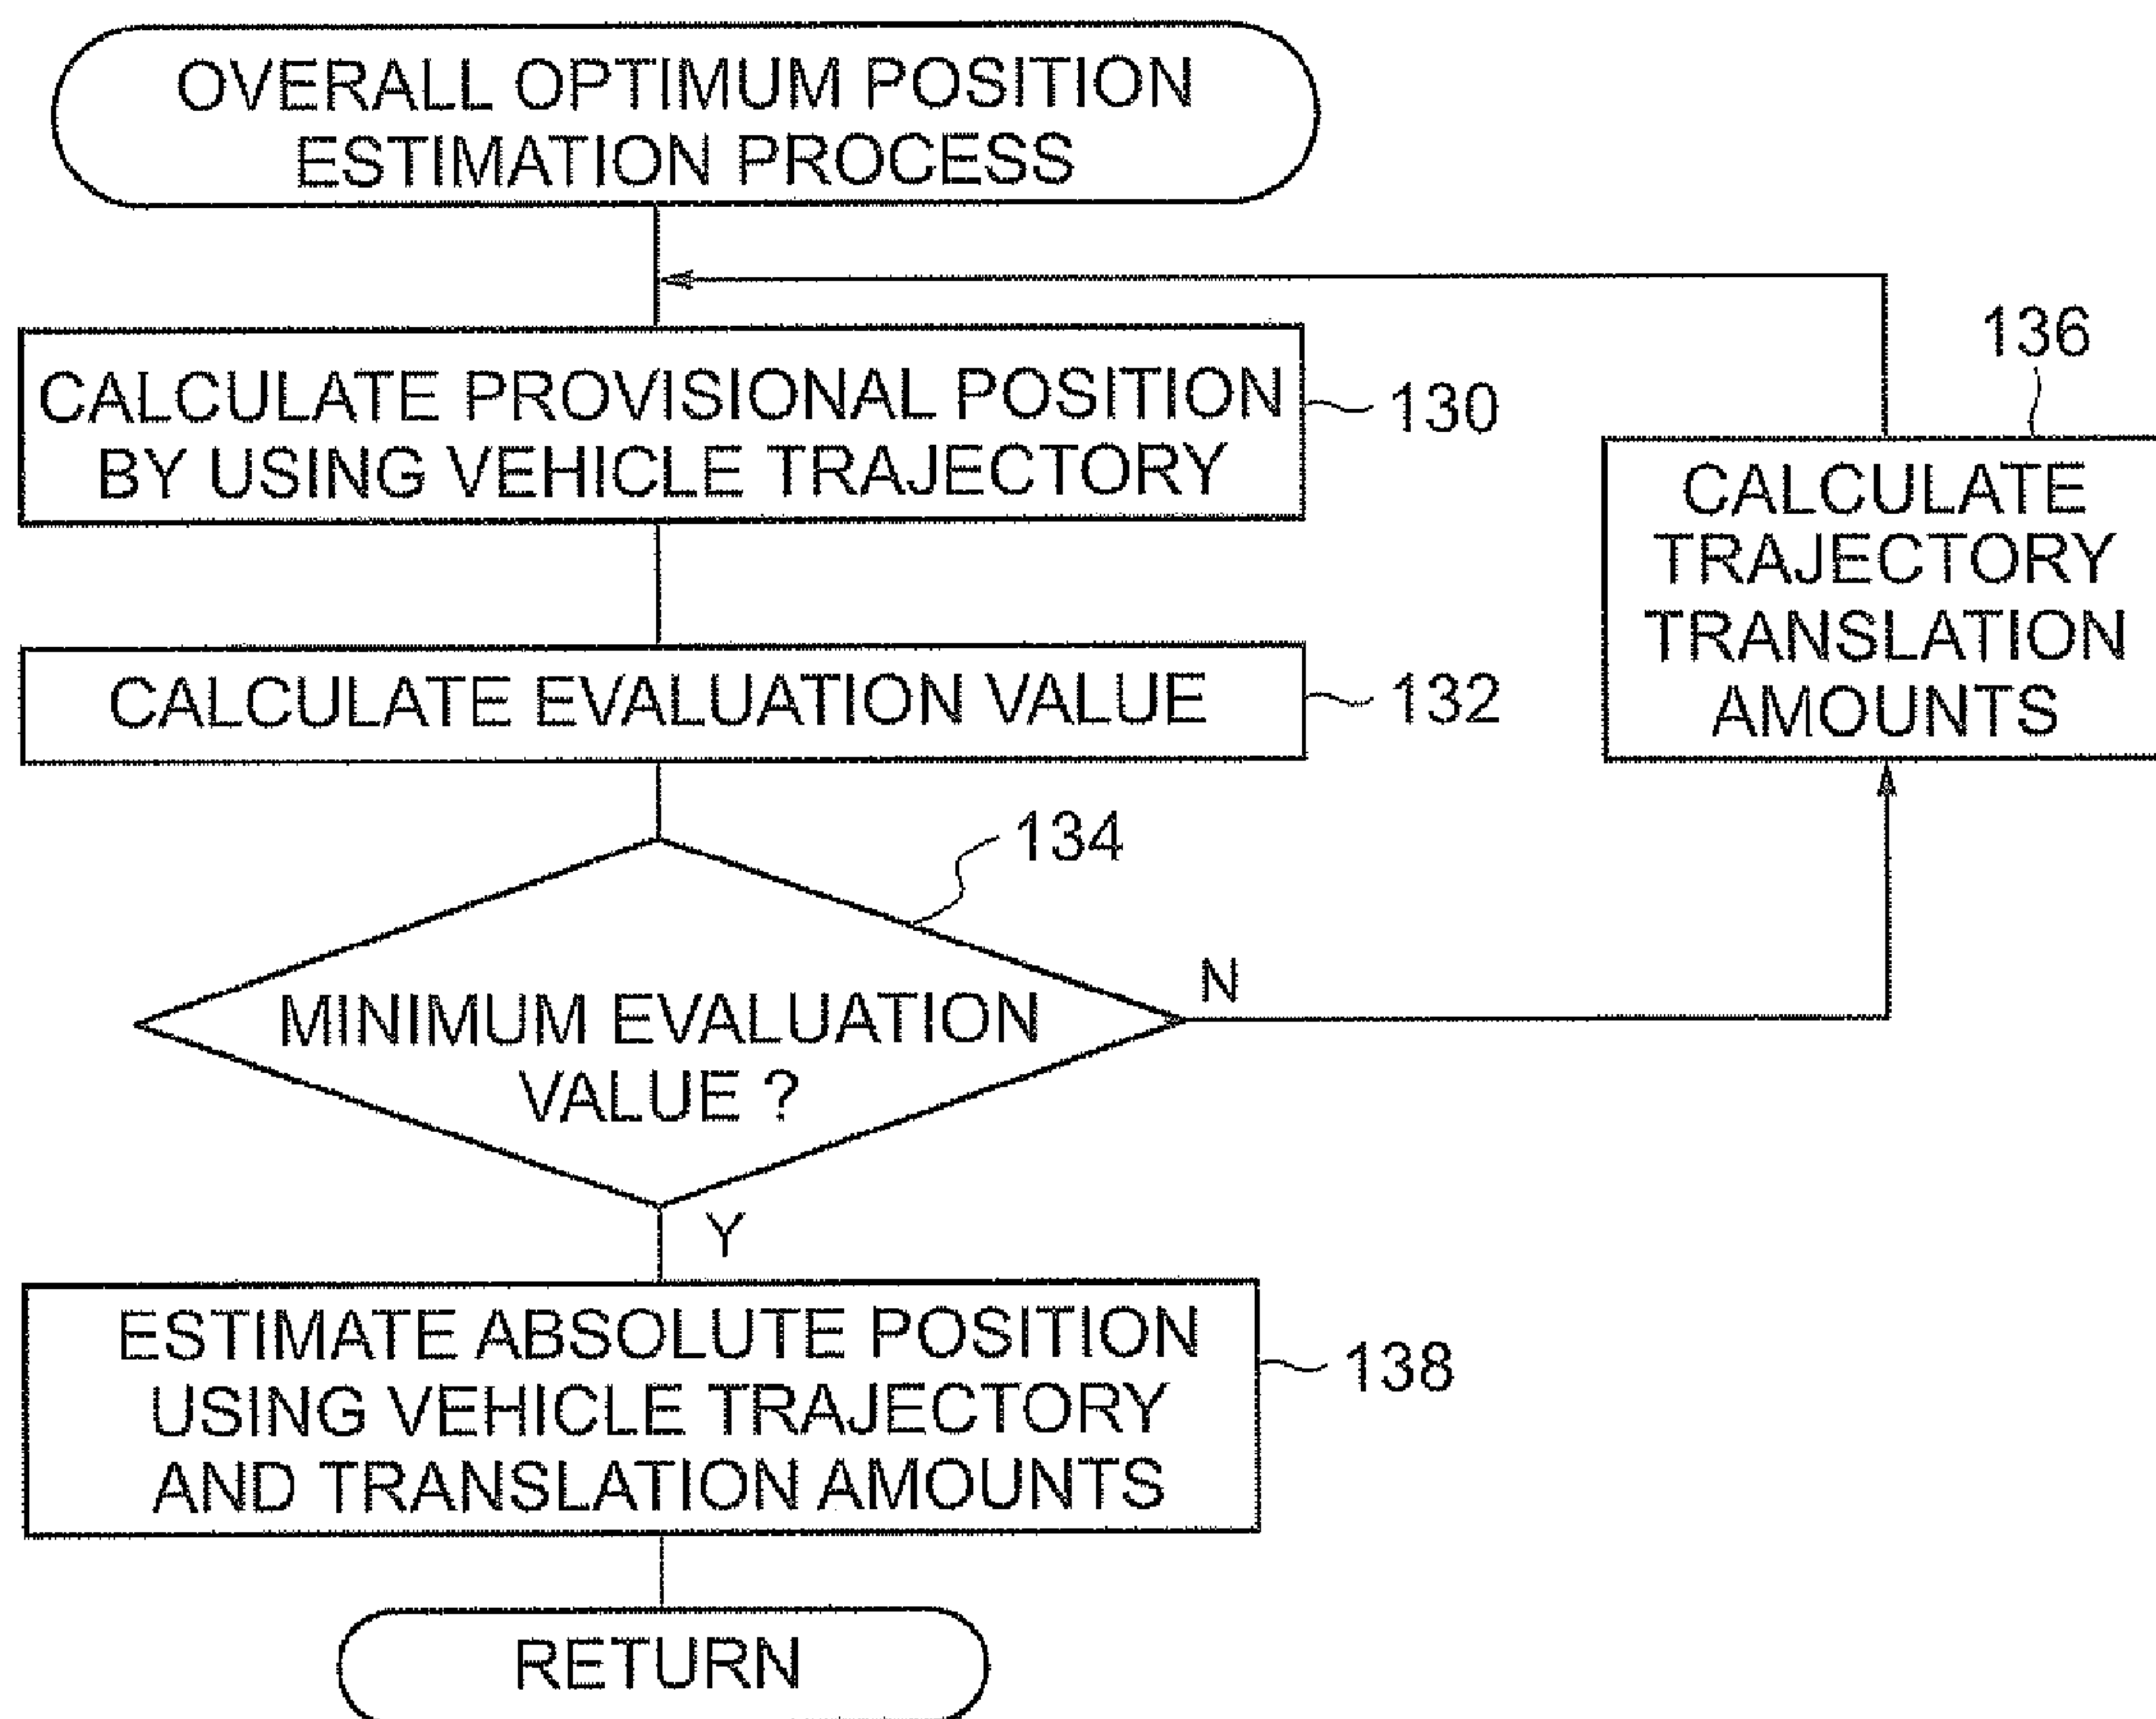 OVERALL OPTIMUM POSITION
ESTIMATION PROCESS
136
CALCULATE PROVISIONAL POSITION
BY USING VEHICLE TRAJECTORY
130
CALCULATE
TRAJECTORY
TRANSLATION
AMOUNTS
CALCULATE EVALUATION VALUE
132
134
N
MINIMUM EVALUATION
VALUE ?
Y
ESTIMATE ABSOLUTE POSITION
USING VEHICLE TRAJECTORY
AND TRANSLATION AMOUNTS
138
RETURN